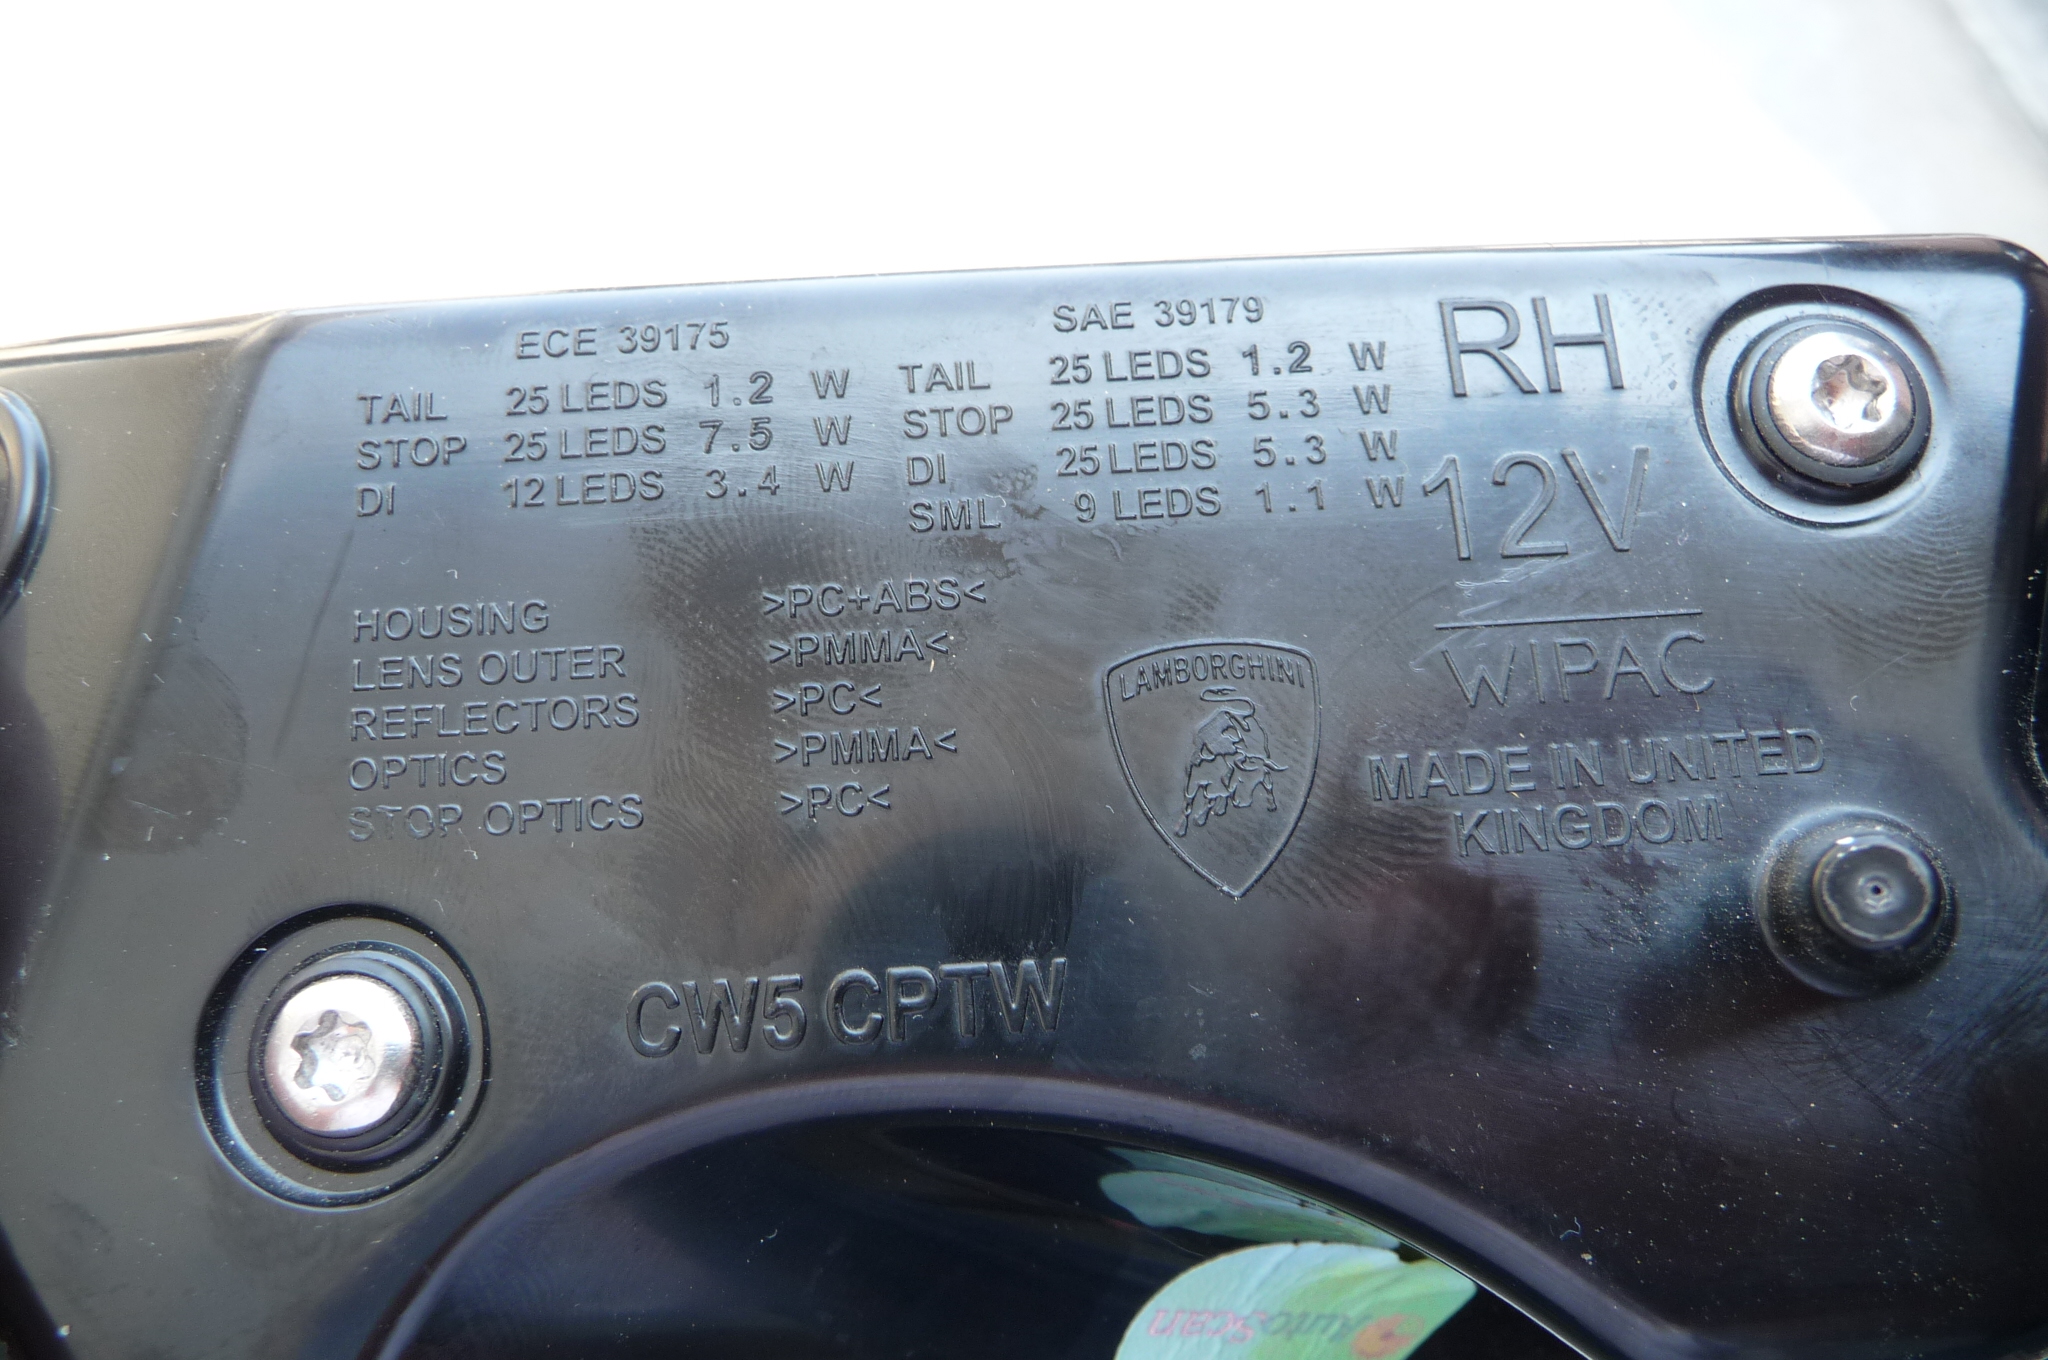 ECE 39175
TAIL 25 LEDS 1.2 W
STOP 25 LEDS 7.5 W
DI 12 LEDS 3.4 W
SAE 39179
TAIL 25 LEDS 1.2 W
STOP 25 LEDS 5.3 W
DI 25 LEDS 5.3 W
SML 9 LEDS 1.1 W
RH
12V
WIPAC
MADE IN UNITED
KINGDOM
HOUSING >PC+ABS<
LENS OUTER >PMMA<
REFLECTORS >PC<
OPTICS >PMMA<
STOP OPTICS >PC<
LAMBORGHINI
CW5 CPTW
AutoScan